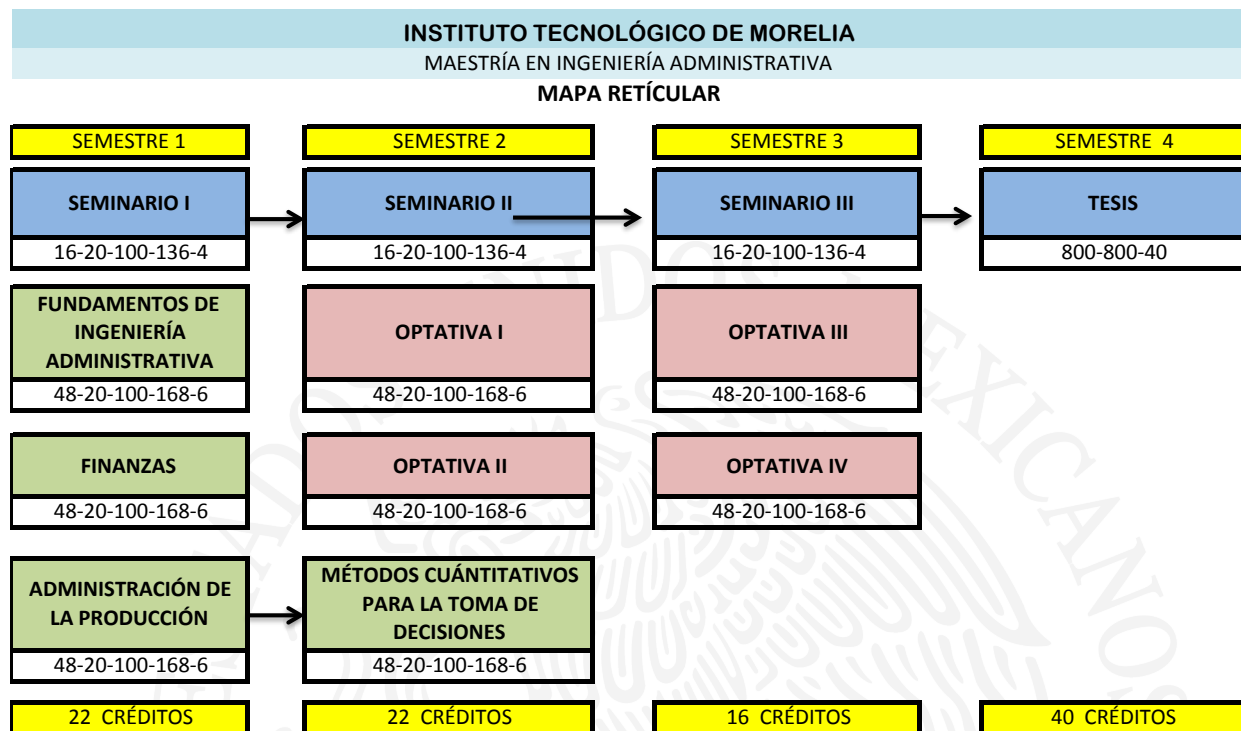 INSTITUTO TECNOLÓGICO DE MORELIA
MAESTRÍA EN INGENIERÍA ADMINISTRATIVA
MAPA RETÍCULAR
SEMESTRE 1
SEMESTRE 2
SEMESTRE 3
SEMESTRE 4
SEMINARIO I
SEMINARIO II
SEMINARIO III
TESIS
16-20-100-136-4
16-20-100-136-4
16-20-100-136-4
800-800-40
FUNDAMENTOS DE
INGENIERÍA
ADMINISTRATIVA
OPTATIVA I
OPTATIVA III
48-20-100-168-6
48-20-100-168-6
48-20-100-168-6
FINANZAS
OPTATIVA II
OPTATIVA IV
48-20-100-168-6
48-20-100-168-6
48-20-100-168-6
ADMINISTRACIÓN DE
LA PRODUCCIÓN
MÉTODOS CUÁNTITATIVOS
PARA LA TOMA DE
DECISIONES
48-20-100-168-6
48-20-100-168-6
22 CRÉDITOS
22 CRÉDITOS
16 CRÉDITOS
40 CRÉDITOS